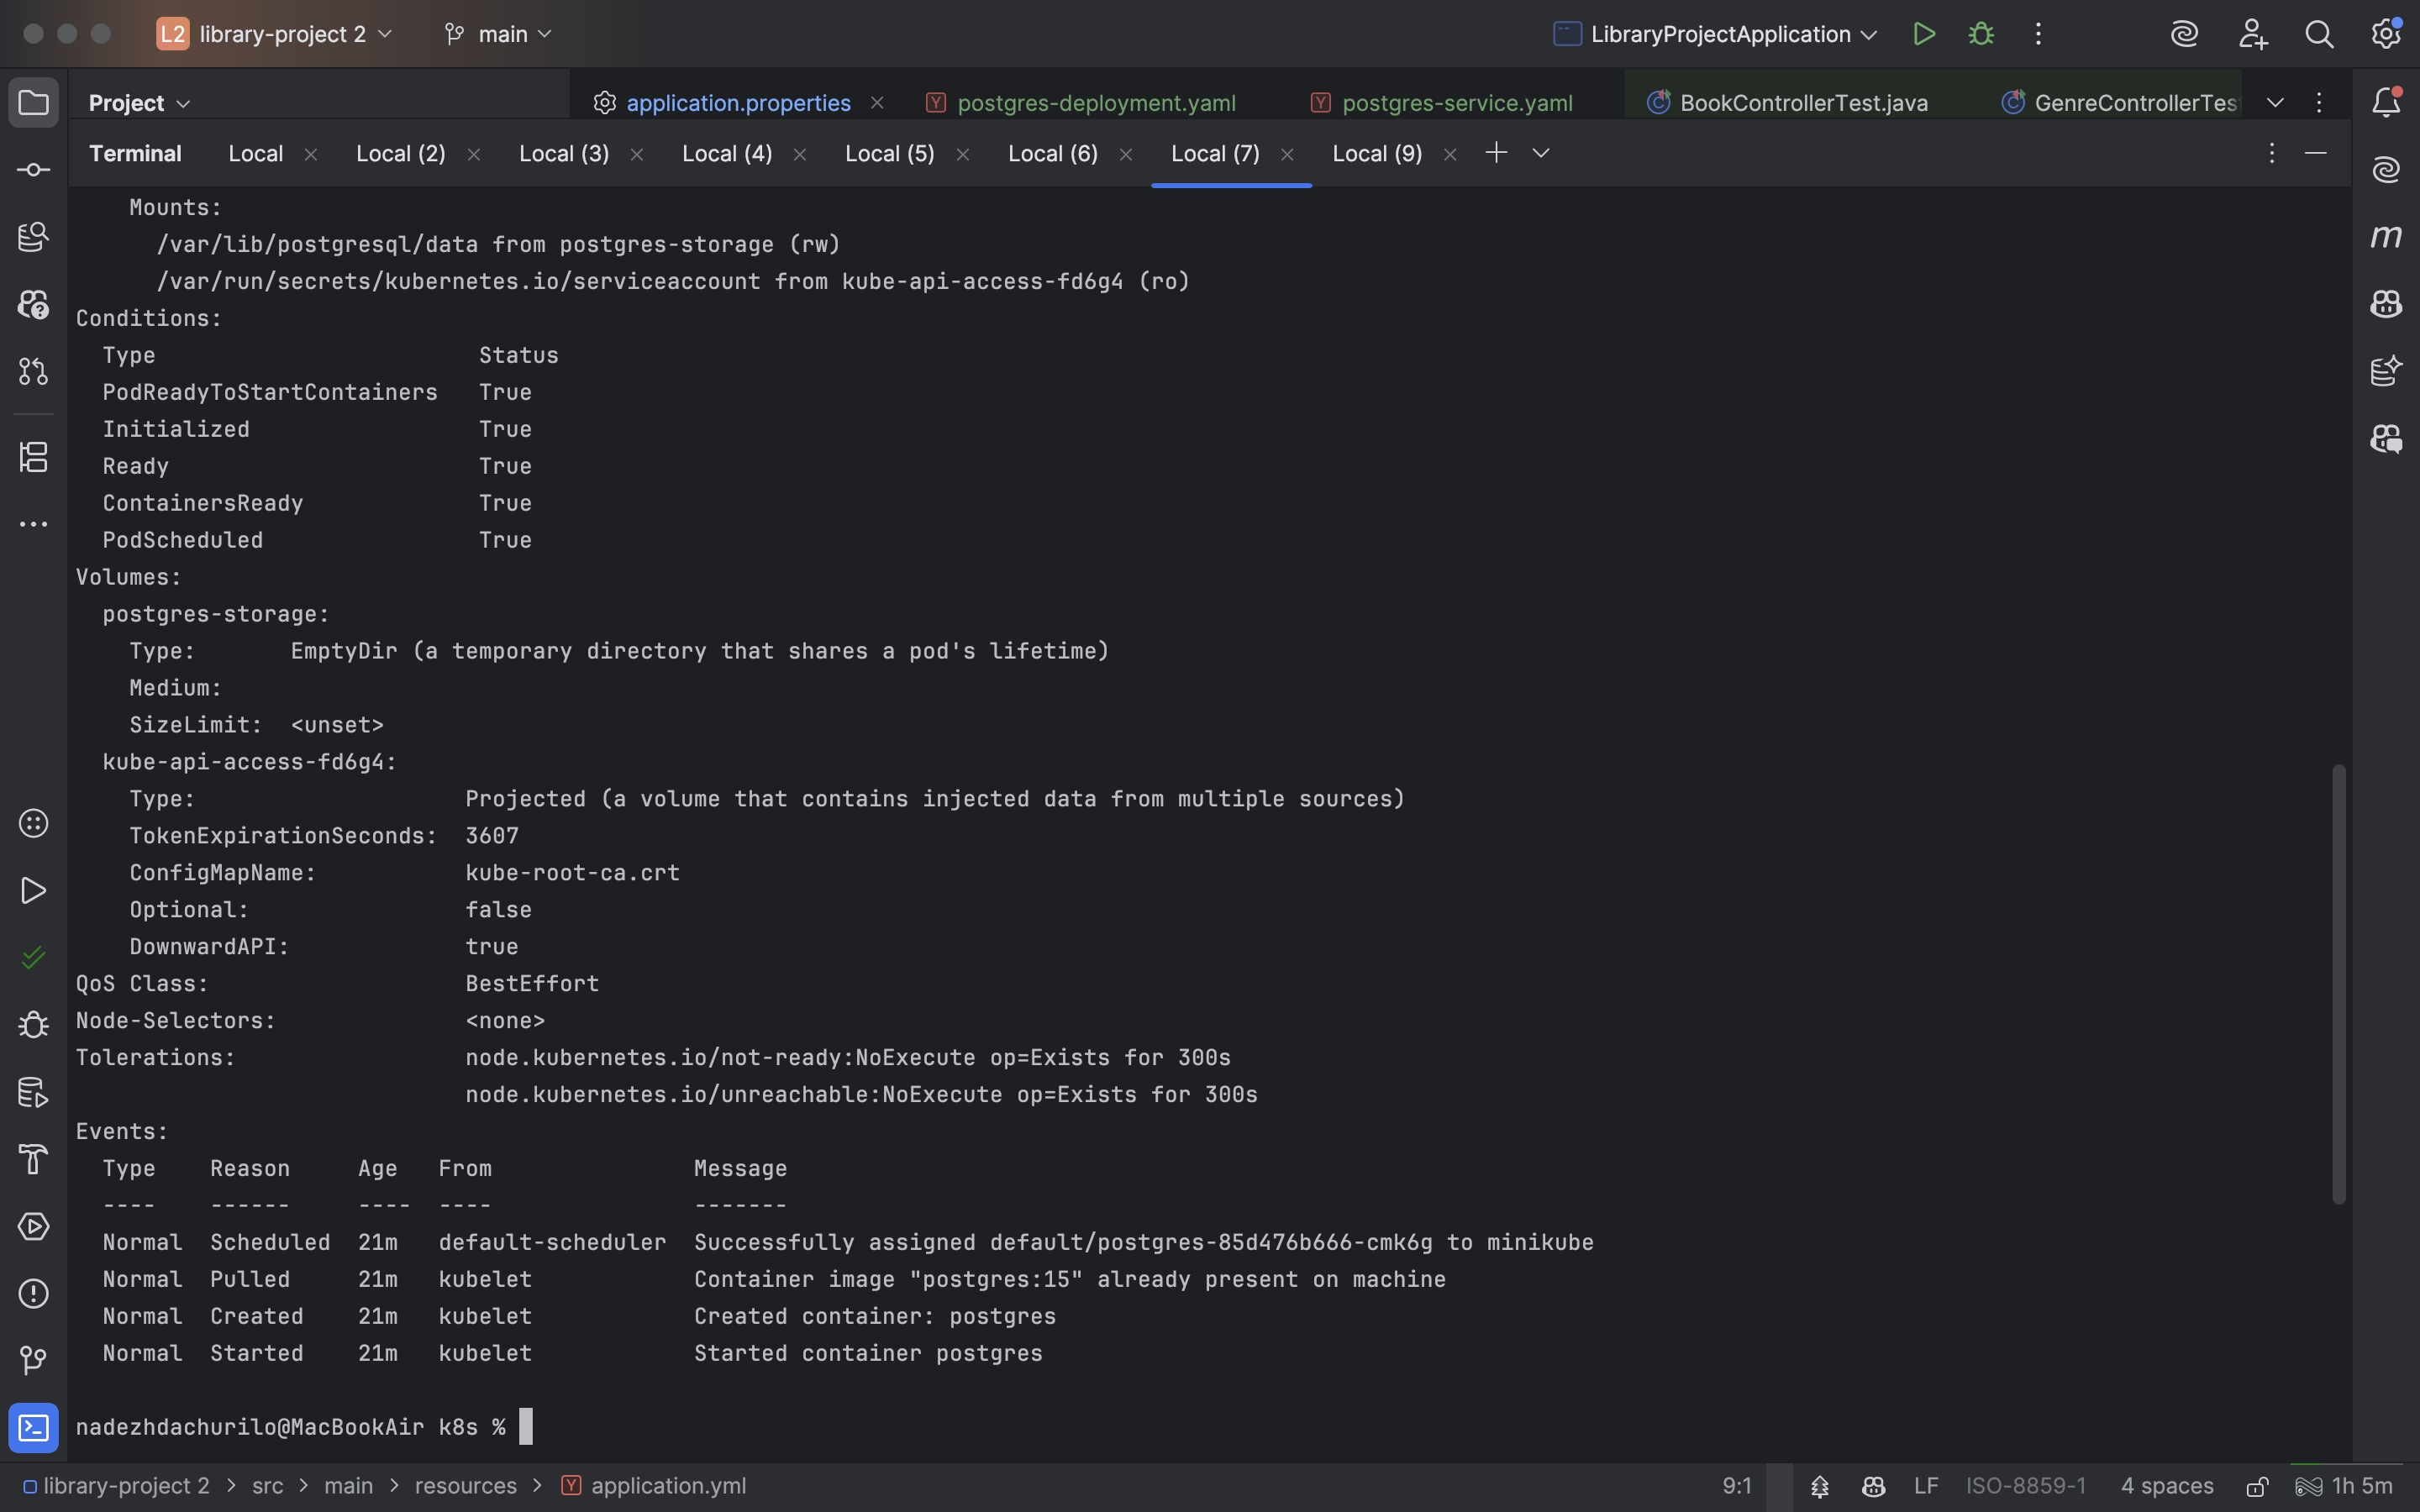 L2 library-project 2 main LibraryProjectApplication
Project application.properties postgres-deployment.yaml postgres-service.yaml BookControllerTest.java GenreControllerTes
Terminal Local Local (2) Local (3) Local (4) Local (5) Local (6) Local (7) Local (9)
Mounts:
/var/lib/postgresql/data from postgres-storage (rw)
/var/run/secrets/kubernetes.io/serviceaccount from kube-api-access-fd6g4 (ro)
Conditions:
Type Status
PodReadyToStartContainers True
Initialized True
Ready True
ContainersReady True
PodScheduled True
Volumes:
postgres-storage:
Type: EmptyDir (a temporary directory that shares a pod's lifetime)
Medium:
SizeLimit: <unset>
kube-api-access-fd6g4:
Type: Projected (a volume that contains injected data from multiple sources)
TokenExpirationSeconds: 3607
ConfigMapName: kube-root-ca.crt
Optional: false
DownwardAPI: true
QoS Class: BestEffort
Node-Selectors: <none>
Tolerations: node.kubernetes.io/not-ready:NoExecute op=Exists for 300s
node.kubernetes.io/unreachable:NoExecute op=Exists for 300s
Events:
Type Reason Age From Message
---- ------ ---- ---- -------
Normal Scheduled 21m default-scheduler Successfully assigned default/postgres-85d476b666-cmk6g to minikube
Normal Pulled 21m kubelet Container image "postgres:15" already present on machine
Normal Created 21m kubelet Created container: postgres
Normal Started 21m kubelet Started container postgres
nadezhdachurilo@MacBookAir k8s %
library-project 2 > src > main > resources > application.yml 9:1 LF ISO-8859-1 4 spaces 1h 5m